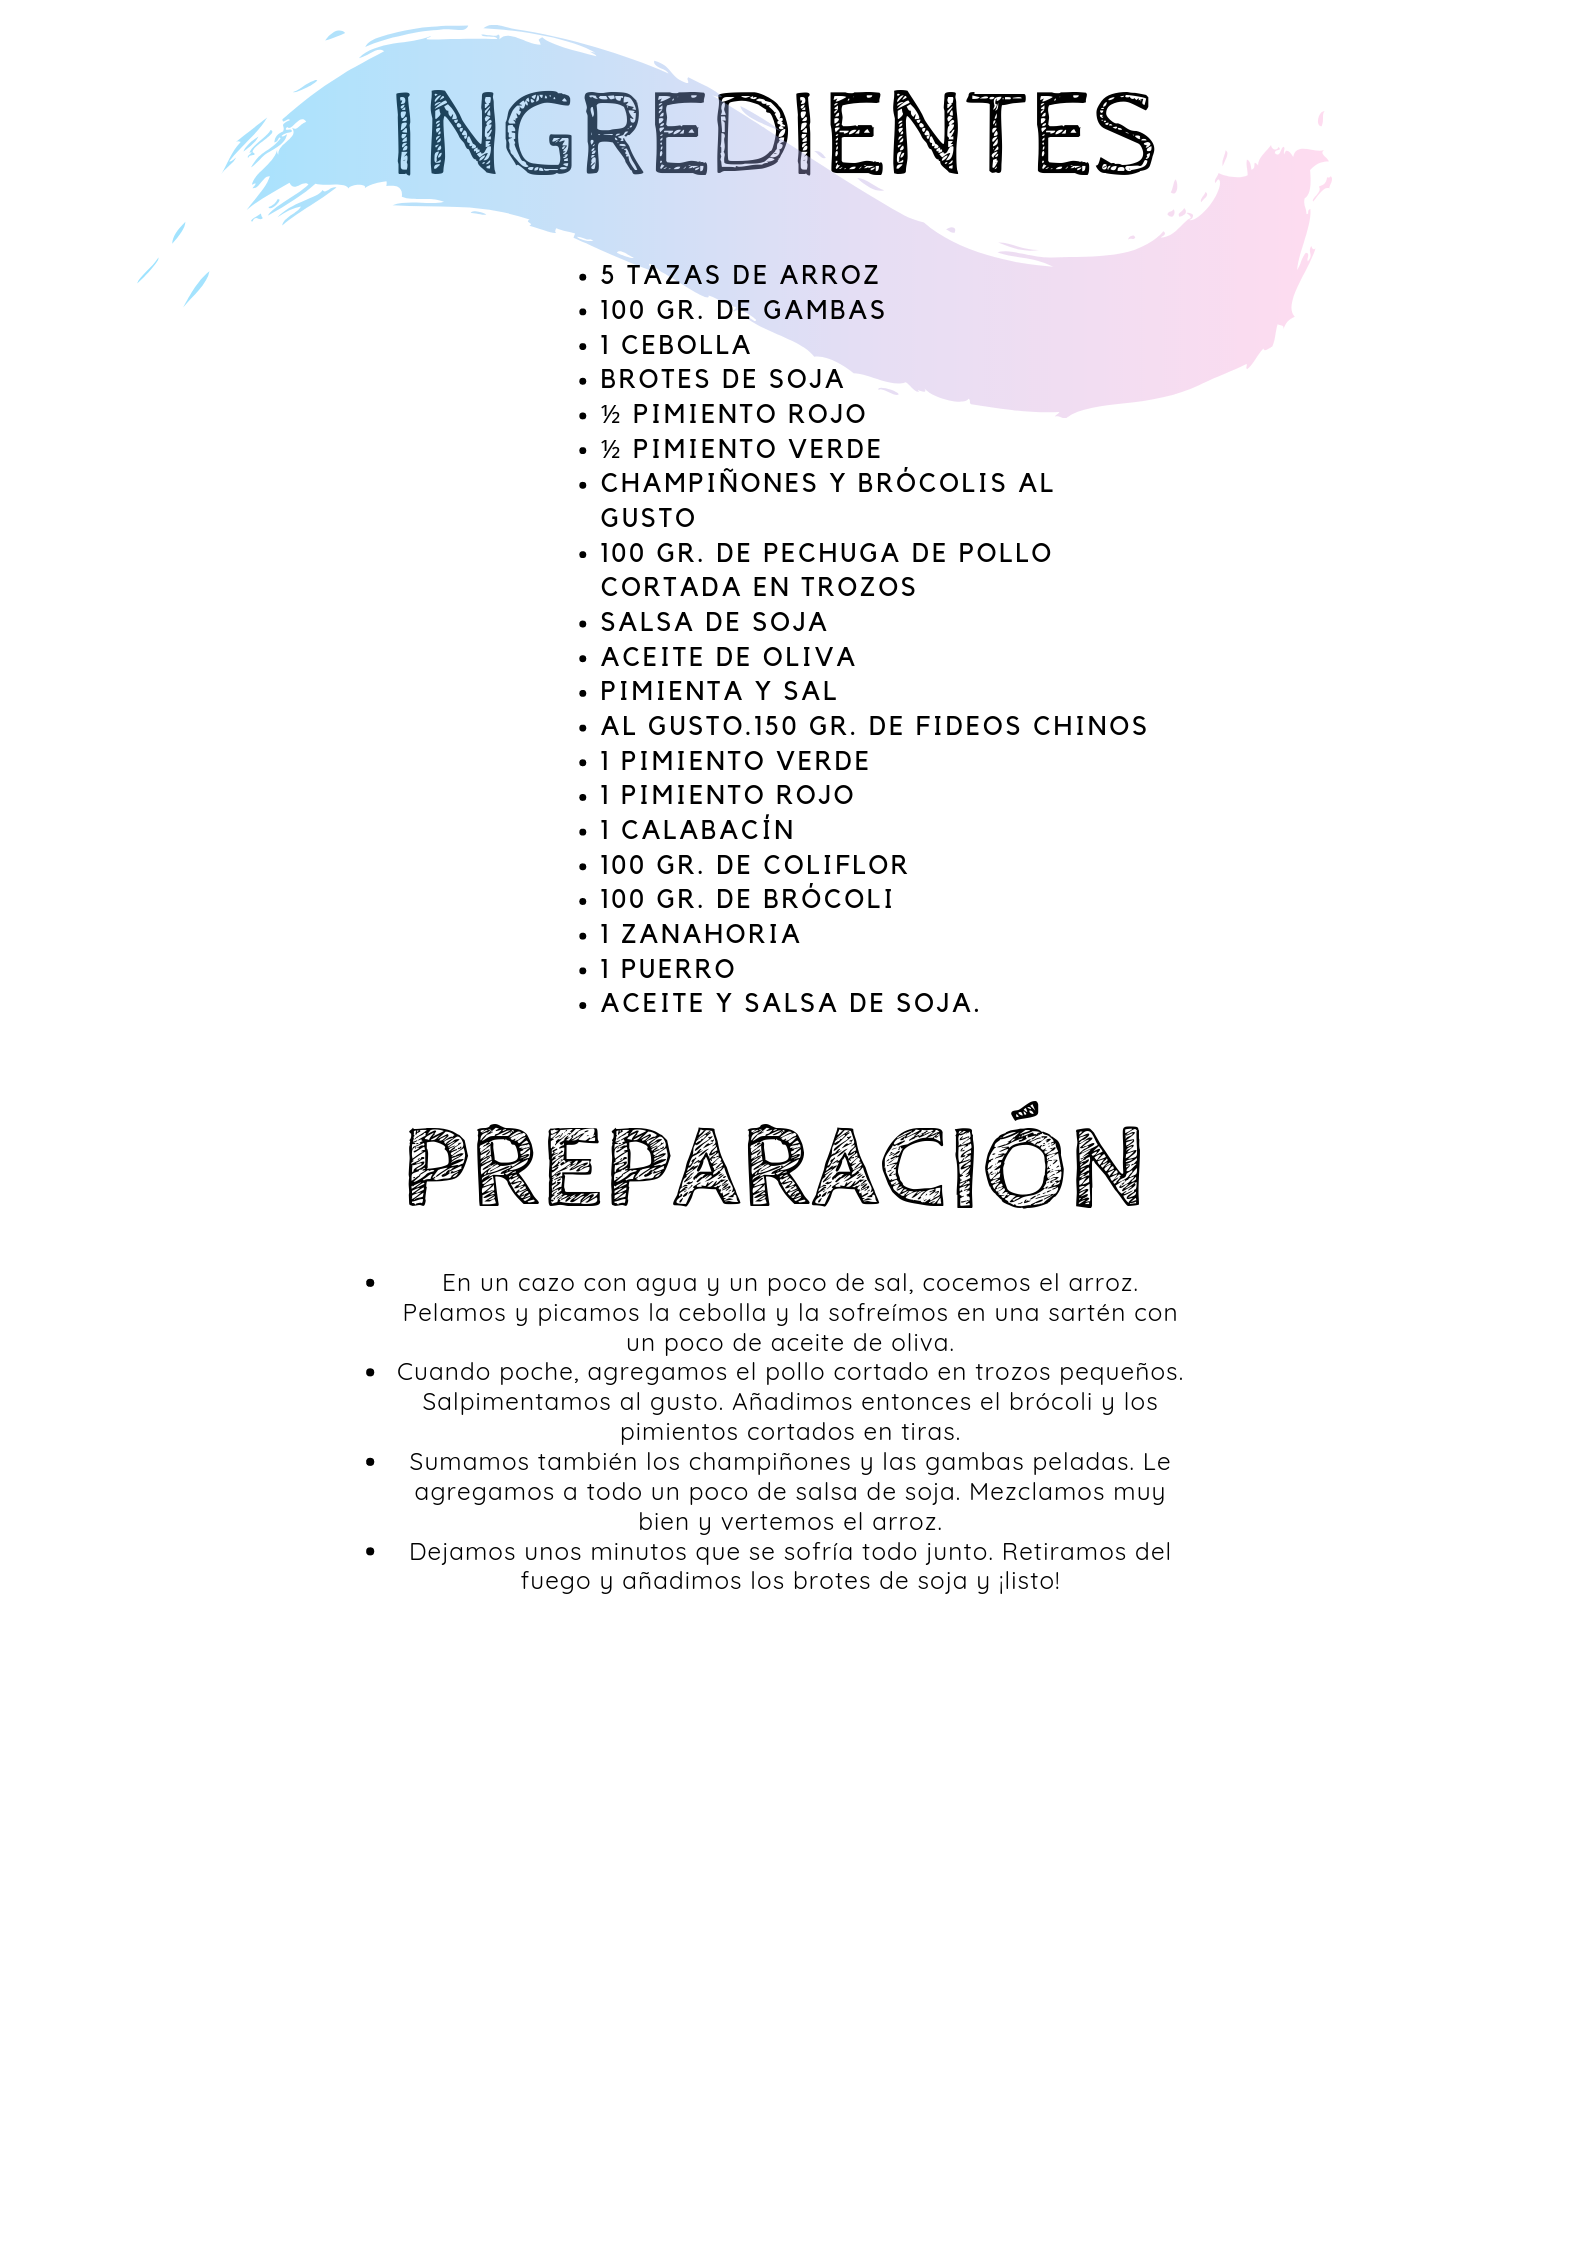 INGREDIENTES
• 5 TAZAS DE ARROZ
• 100 GR. DE GAMBAS
• 1 CEBOLLA
• BROTES DE SOJA
• ½ PIMIENTO ROJO
• ½ PIMIENTO VERDE
• CHAMPIÑONES Y BRÓCOLIS AL
GUSTO
• 100 GR. DE PECHUGA DE POLLO
CORTADA EN TROZOS
• SALSA DE SOJA
• ACEITE DE OLIVA
• PIMIENTA Y SAL
• AL GUSTO.150 GR. DE FIDEOS CHINOS
• 1 PIMIENTO VERDE
• 1 PIMIENTO ROJO
• 1 CALABACÍN
• 100 GR. DE COLIFLOR
• 100 GR. DE BRÓCOLI
• 1 ZANAHORIA
• 1 PUERRO
• ACEITE Y SALSA DE SOJA.
PREPARACIÓN
• En un cazo con agua y un poco de sal, cocemos el arroz.
Pelamos y picamos la cebolla y la sofreímos en una sartén con
un poco de aceite de oliva.
• Cuando poche, agregamos el pollo cortado en trozos pequeños.
Salpimentamos al gusto. Añadimos entonces el brócoli y los
pimientos cortados en tiras.
• Sumamos también los champiñones y las gambas peladas. Le
agregamos a todo un poco de salsa de soja. Mezclamos muy
bien y vertemos el arroz.
• Dejamos unos minutos que se sofría todo junto. Retiramos del
fuego y añadimos los brotes de soja y ¡listo!